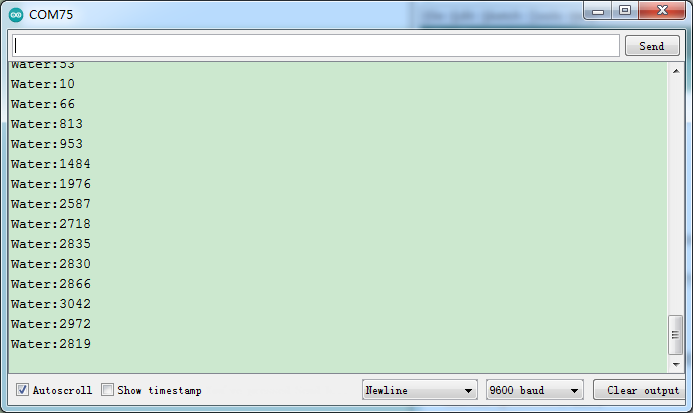 COM75
Send
Water:53
Water:10
Water:66
Water:813
Water:953
Water:1484
Water:1976
Water:2587
Water:2718
Water:2835
Water:2830
Water:2866
Water:3042
Water:2972
Water:2819
Autoscroll Show timestamp Newline 9600 baud Clear output